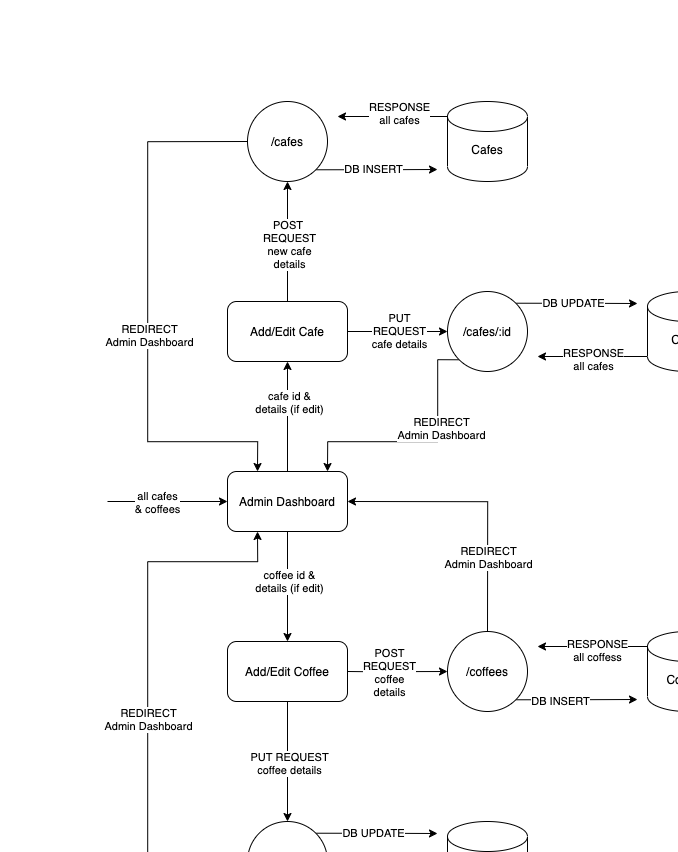 RESPONSE
all cafes
/cafes
Cafes
DB INSERT
POST
REQUEST
new cafe
details
DB UPDATE
PUT
REQUEST
cafe details
Add/Edit Cafe
/cafes/:id
REDIRECT
Admin Dashboard
RESPONSE
all cafes
cafe id &
details (if edit)
REDIRECT
Admin Dashboard
all cafes
& coffees
Admin Dashboard
REDIRECT
Admin Dashboard
coffee id &
details (if edit)
RESPONSE
all coffess
POST
REQUEST
coffee
details
Add/Edit Coffee
/coffees
DB INSERT
REDIRECT
Admin Dashboard
PUT REQUEST
coffee details
DB UPDATE